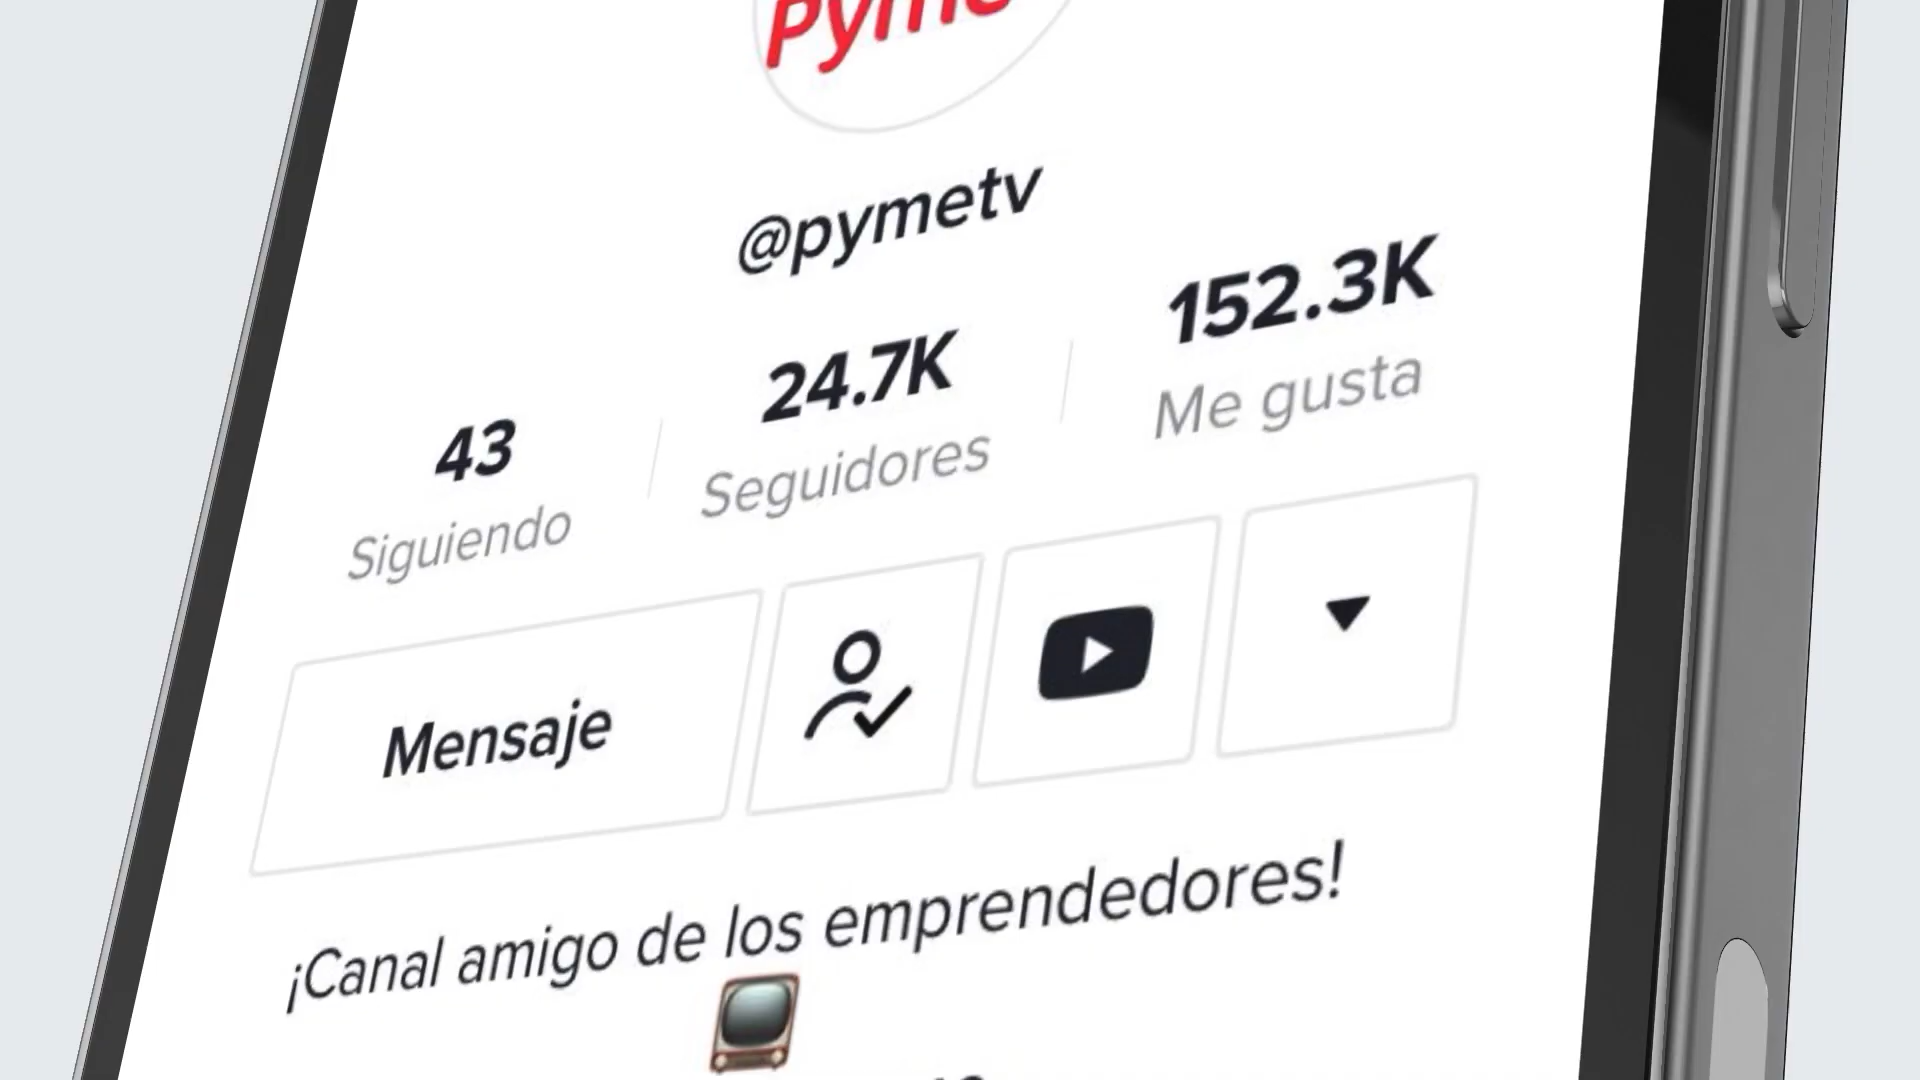 Pyme
@pymetv
43 24.7K 152.3K
Siguiendo Seguidores Me gusta
Mensaje
¡Canal amigo de los emprendedores!